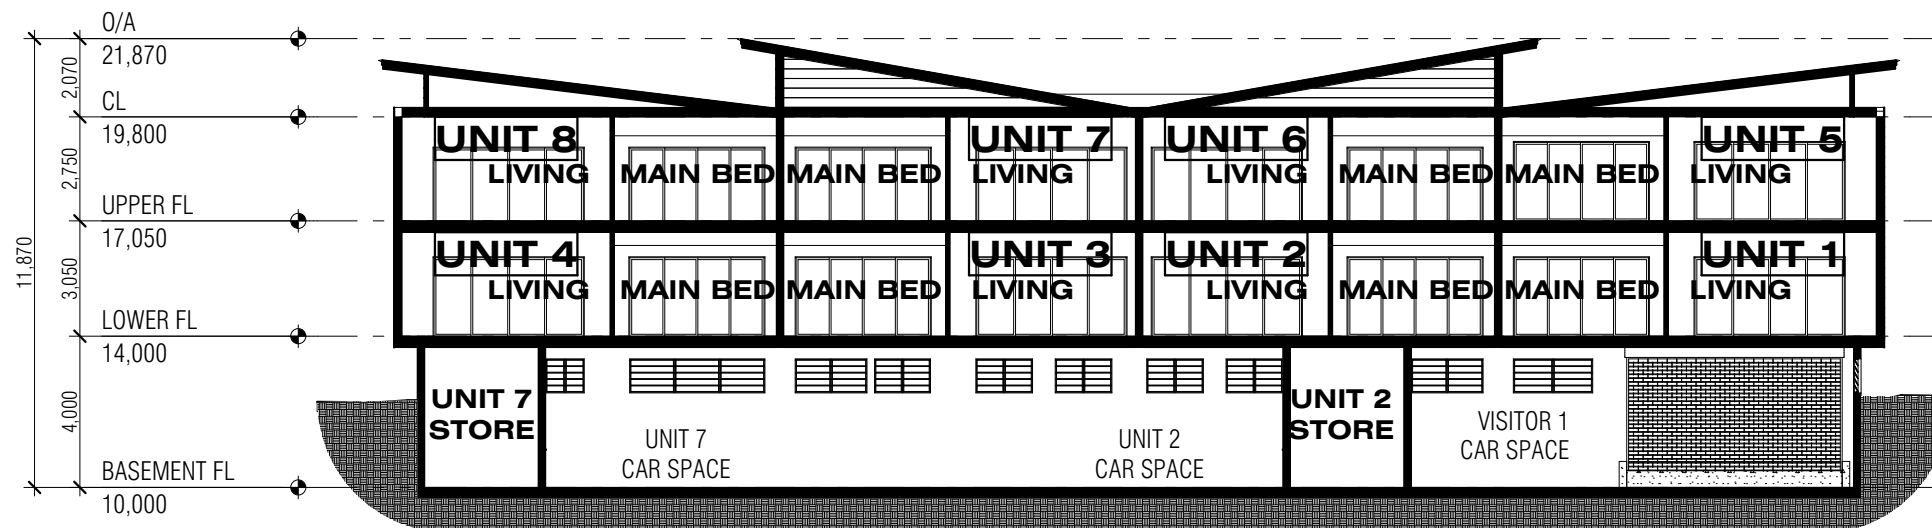 O/A
21,870
2,070
CL
19,800
2,750
UPPER FL
17,050
11,870
3,050
LOWER FL
14,000
4,000
BASEMENT FL
10,000
UNIT 8 UNIT 7 UNIT 6 UNIT 5
LIVING MAIN BED MAIN BED LIVING LIVING MAIN BED MAIN BED LIVING
UNIT 4 UNIT 3 UNIT 2 UNIT 1
LIVING MAIN BED MAIN BED LIVING LIVING MAIN BED MAIN BED LIVING
UNIT 7
STORE
UNIT 7
CAR SPACE
UNIT 2
CAR SPACE
UNIT 2
STORE
VISITOR 1
CAR SPACE